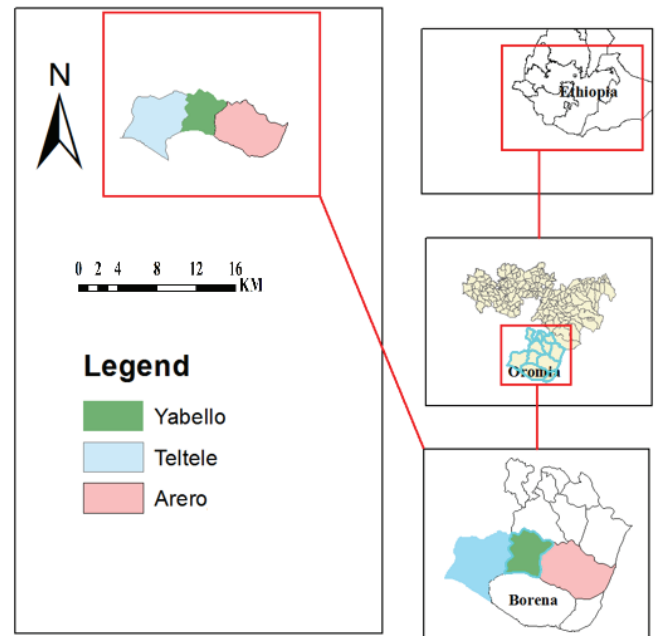 N
0 2 4 8 12 16
KM
Legend
Yabello
Teltele
Arero
Ethiopia
Oromia
Borena